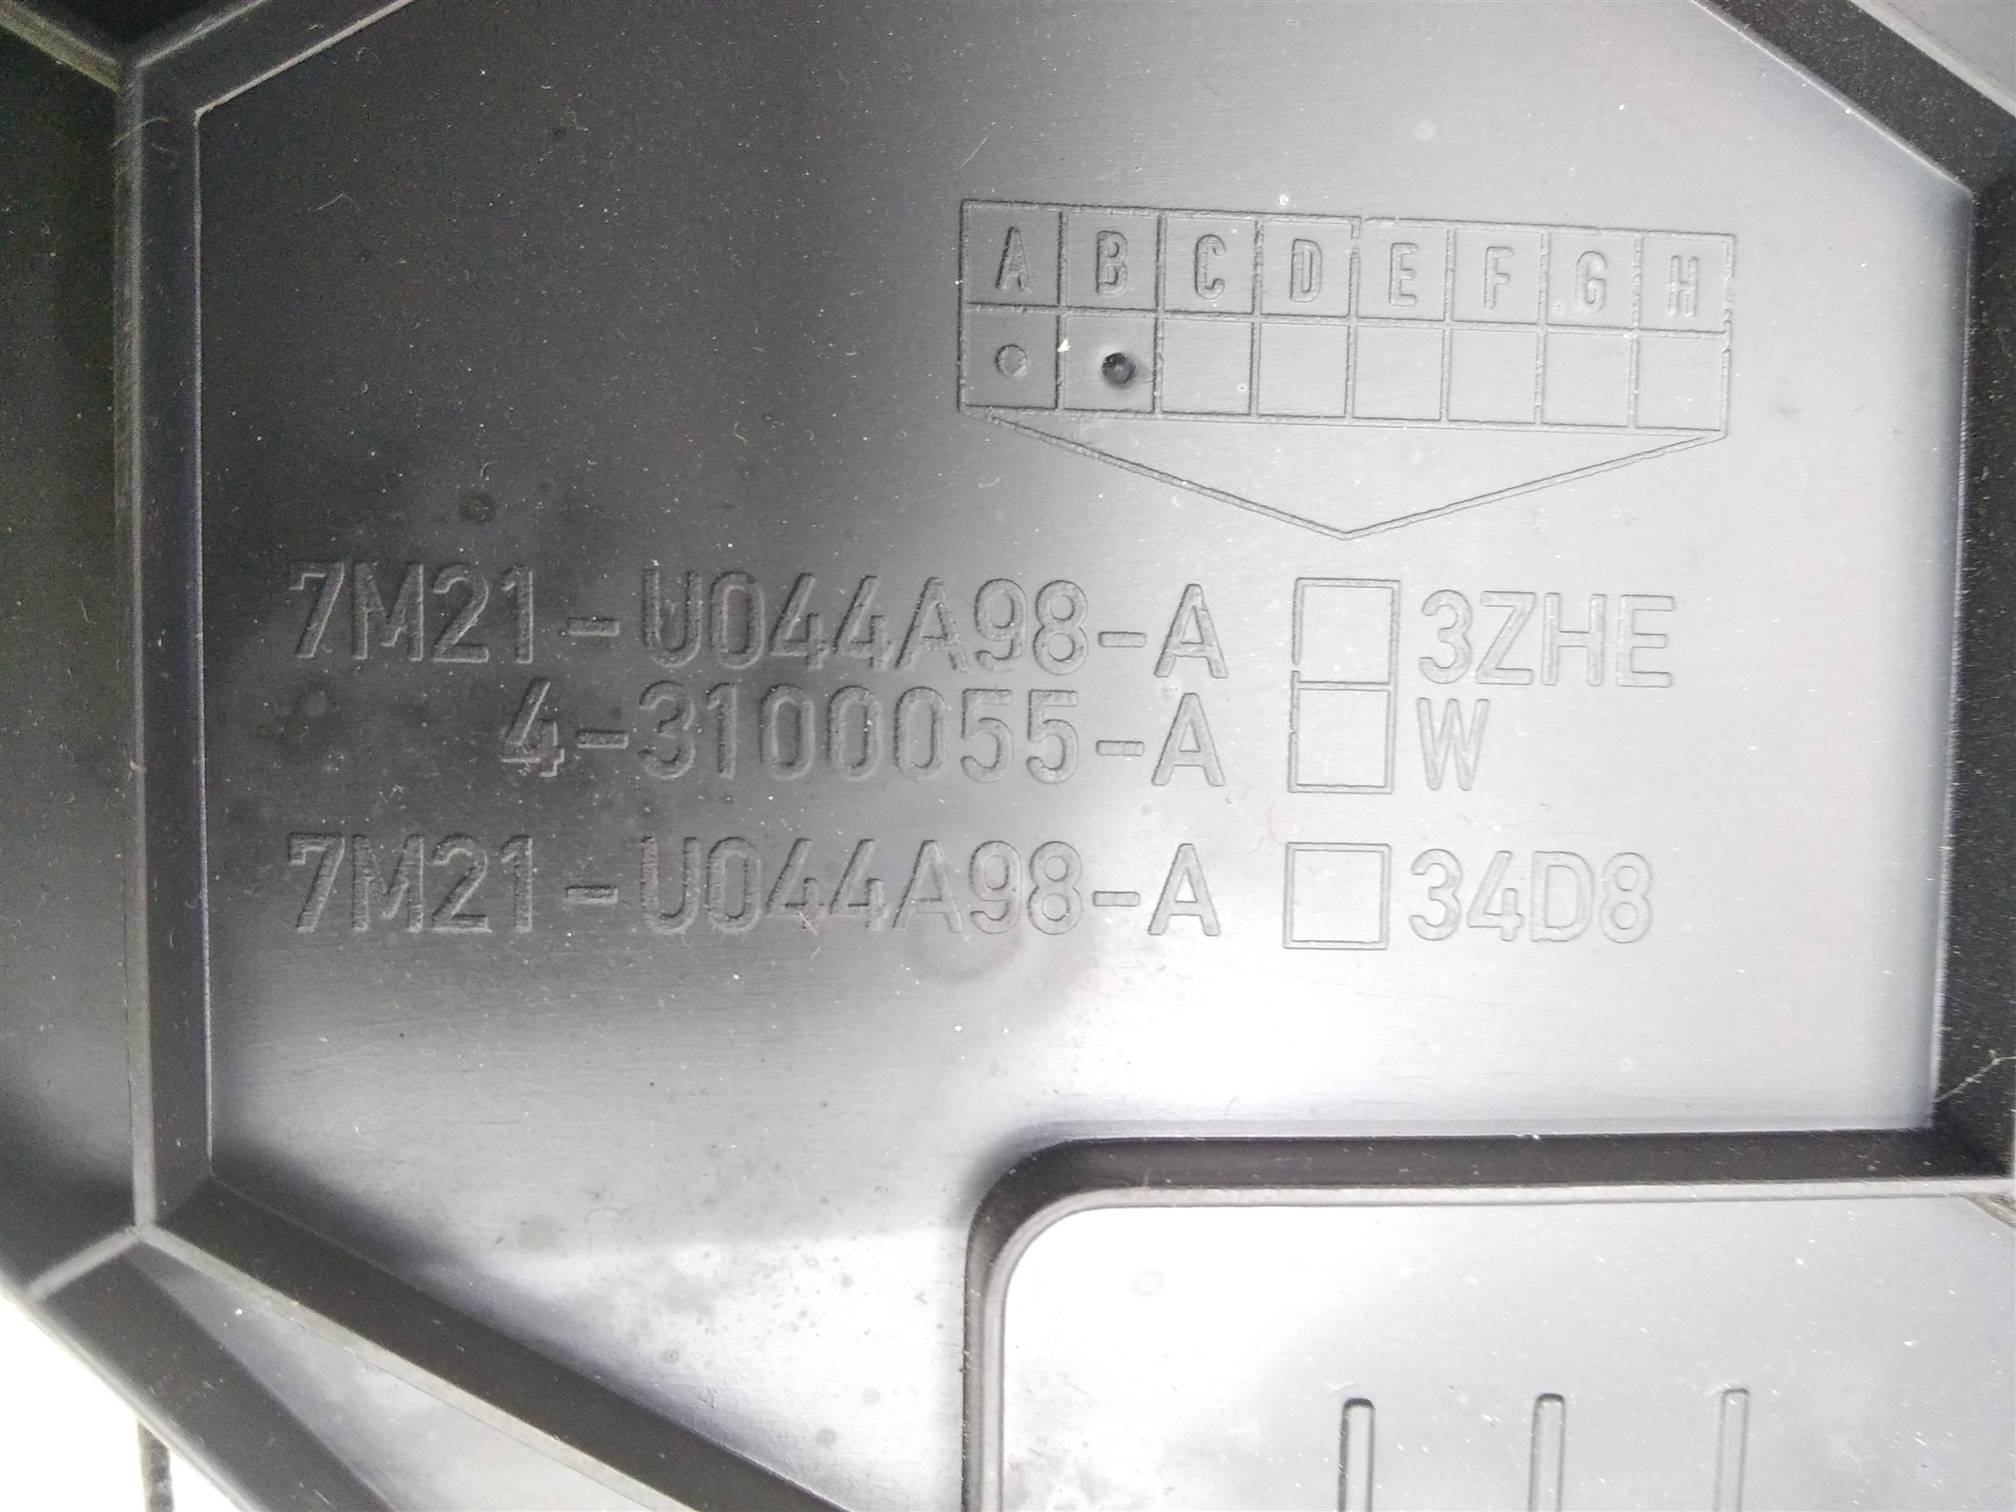 A B C D E F G H
7M21-U044A98-A 3ZHE
4-3100055-A W
7M21-U044A98-A 34D8